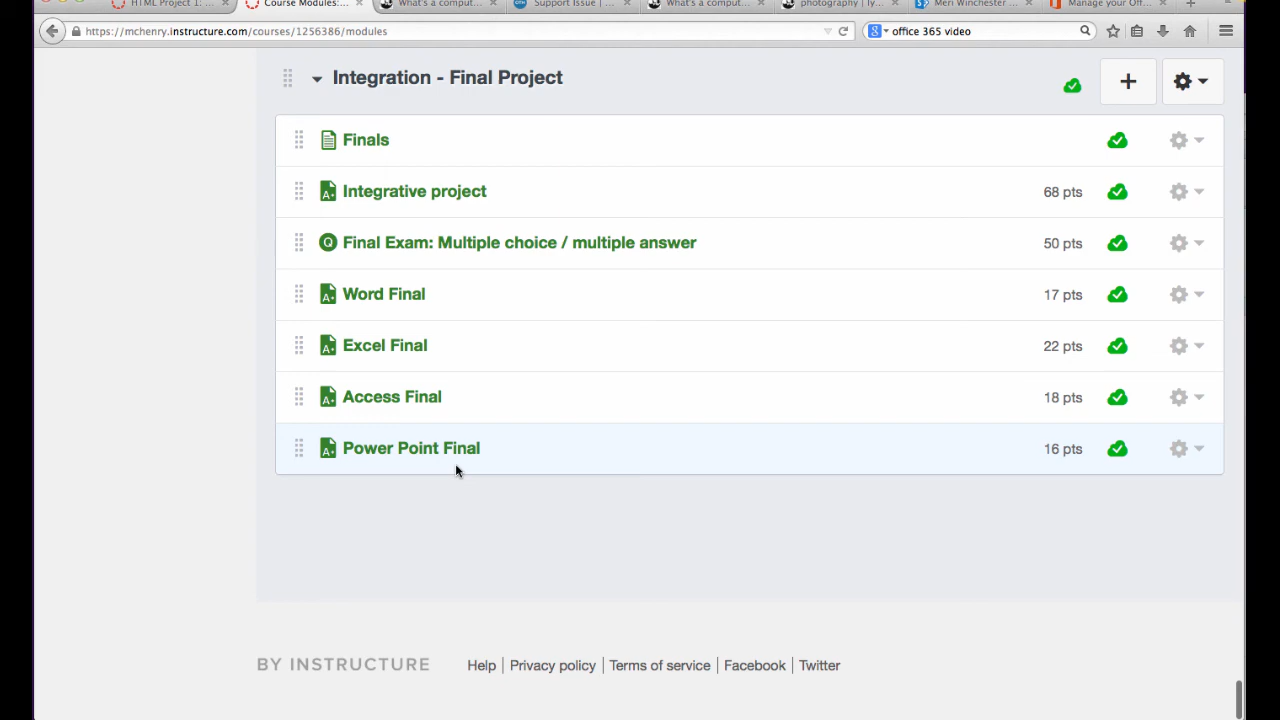 HTML Project 1: ...
Course Modules:...
What's a comput...
Support Issue | ...
What's a comput...
photography | Ty...
Meri Winchester ...
Manage your Off...
https://mchenry.instructure.com/courses/1256386/modules
office 365 video
Integration - Final Project
Finals
Integrative project 68 pts
Final Exam: Multiple choice / multiple answer 50 pts
Word Final 17 pts
Excel Final 22 pts
Access Final 18 pts
Power Point Final 16 pts
BY INSTRUCTURE Help | Privacy policy | Terms of service | Facebook | Twitter